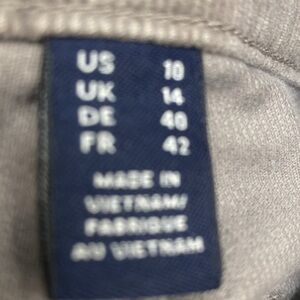 US 10
UK 14
DE 40
FR 42
MADE IN
VIETNAM/
FABRIQUE
AU VIETNAM